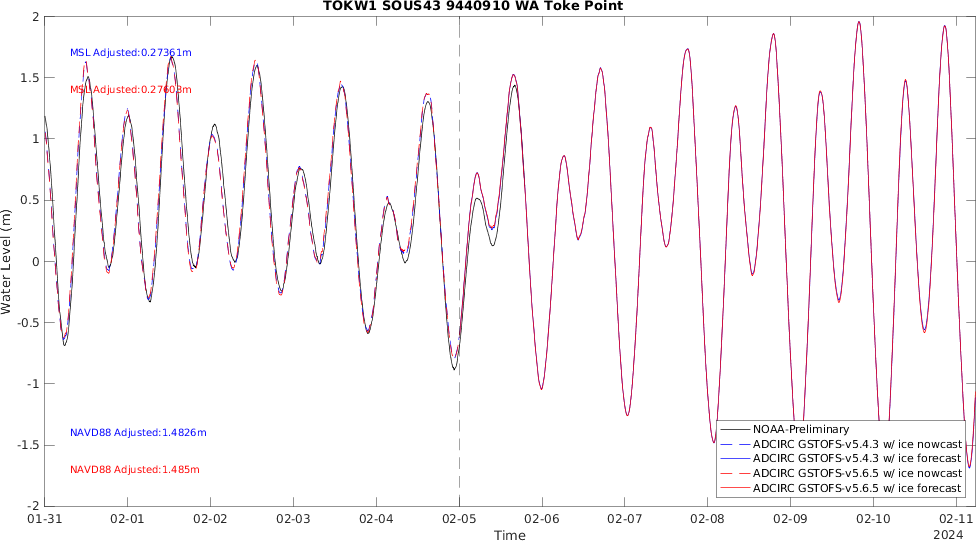 TOKW1 SOUS43 9440910 WA Toke Point
2
1.5
1
0.5
0
-0.5
-1
-1.5
-2
Water Level (m)
MSL Adjusted:0.27361m
MSL Adjusted:0.27603m
NAVD88 Adjusted:1.4826m
NAVD88 Adjusted:1.485m
NOAA-Preliminary
ADCIRC GSTOFS-v5.4.3 w/ ice nowcast
ADCIRC GSTOFS-v5.4.3 w/ ice forecast
ADCIRC GSTOFS-v5.6.5 w/ ice nowcast
ADCIRC GSTOFS-v5.6.5 w/ ice forecast
01-31 02-01 02-02 02-03 02-04 02-05 02-06 02-07 02-08 02-09 02-10 02-11
Time
2024